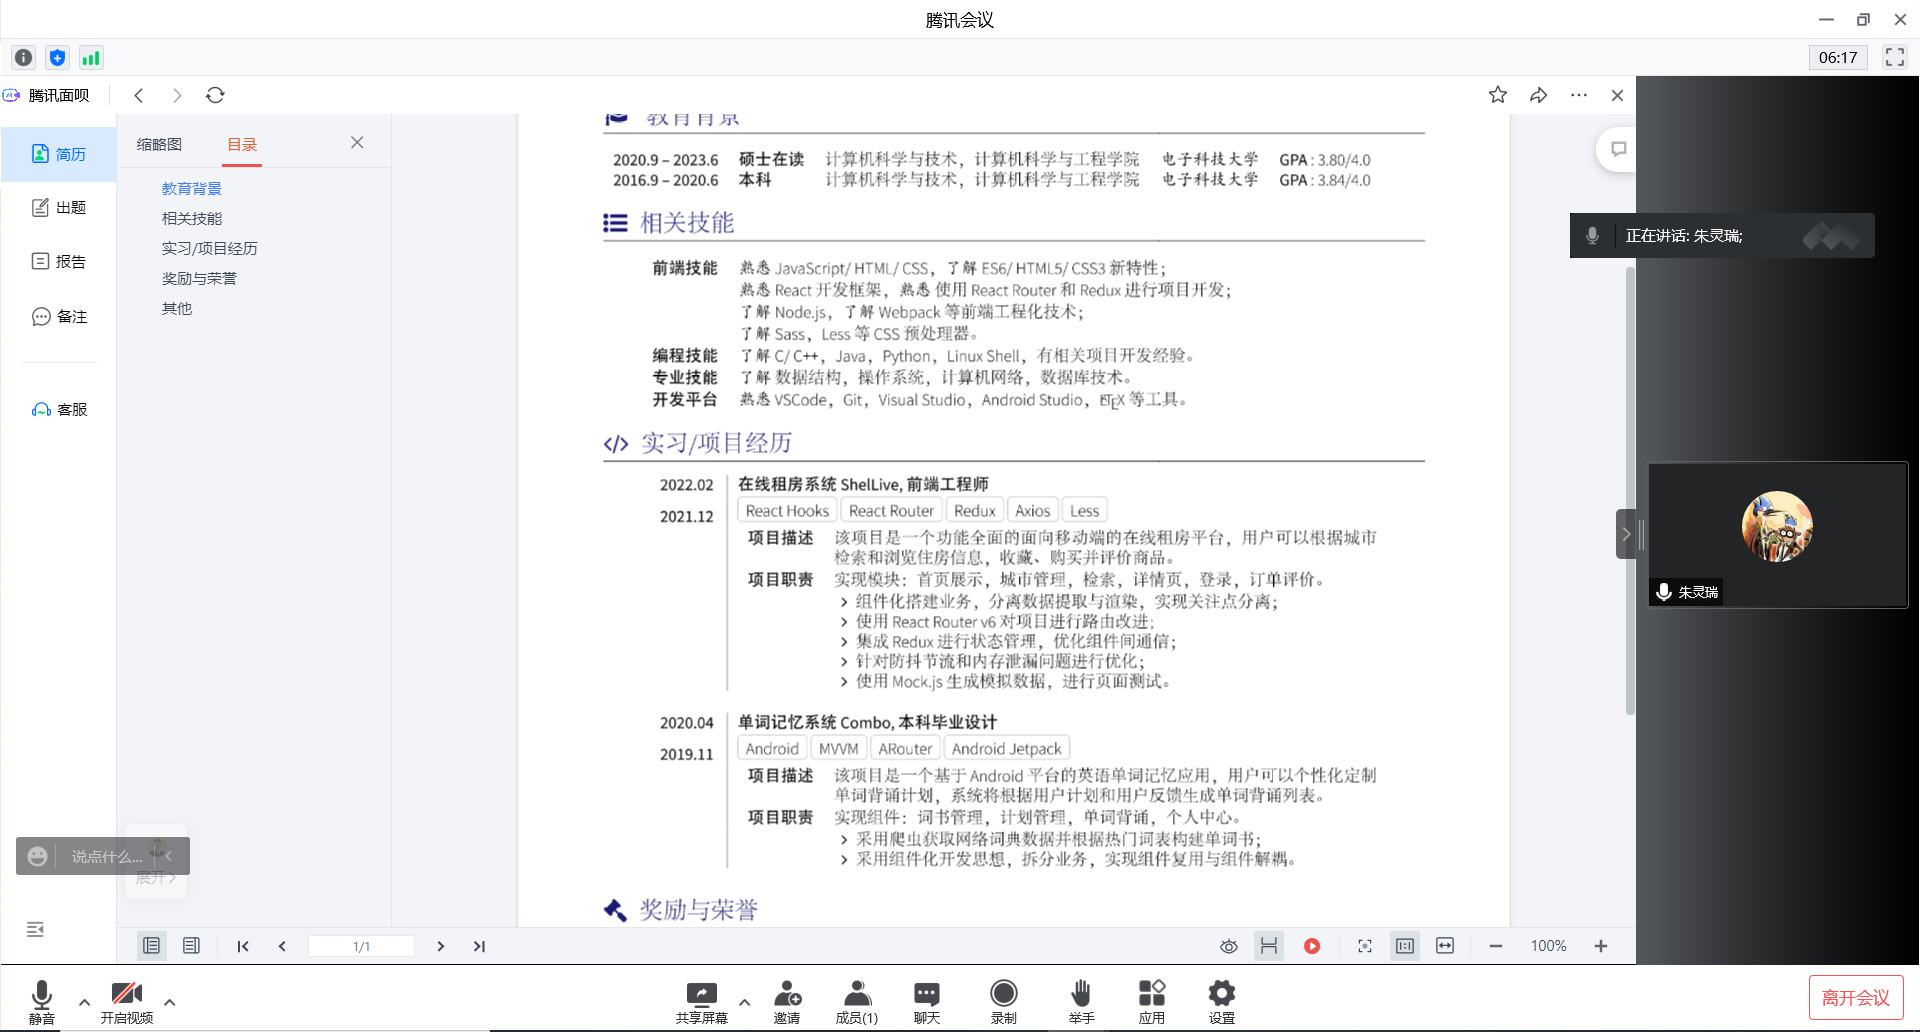 腾讯会议
06:17
腾讯面呗
简历
出题
报告
备注
客服
缩略图 目录
教育背景
相关技能
实习/项目经历
奖励与荣誉
其他
教育背景
2020.9 – 2023.6 硕士在读 计算机科学与技术，计算机科学与工程学院 电子科技大学 GPA : 3.80/4.0
2016.9 – 2020.6 本科 计算机科学与技术，计算机科学与工程学院 电子科技大学 GPA : 3.84/4.0
相关技能
前端技能 熟悉 JavaScript/ HTML/ CSS，了解 ES6/ HTML5/ CSS3 新特性；
熟悉 React 开发框架，熟悉 使用 React Router 和 Redux 进行项目开发；
了解 Node.js，了解 Webpack 等前端工程化技术；
了解 Sass，Less 等 CSS 预处理器。
编程技能 了解 C/ C++，Java，Python，Linux Shell，有相关项目开发经验。
专业技能 了解 数据结构，操作系统，计算机网络，数据库技术。
开发平台 熟悉 VSCode，Git，Visual Studio，Android Studio，LATEX 等工具。
</> 实习/项目经历
2022.02 在线租房系统 ShelLive, 前端工程师
React Hooks React Router Redux Axios Less
2021.12
项目描述 该项目是一个功能全面的面向移动端的在线租房平台，用户可以根据城市
检索和浏览住房信息，收藏、购买并评价商品。
项目职责 实现模块：首页展示，城市管理，检索，详情页，登录，订单评价。
> 组件化搭建业务，分离数据提取与渲染，实现关注点分离；
> 使用 React Router v6 对项目进行路由改进；
> 集成 Redux 进行状态管理，优化组件间通信；
> 针对防抖节流和内存泄漏问题进行优化；
> 使用 Mock.js 生成模拟数据，进行页面测试。
2020.04 单词记忆系统 Combo, 本科毕业设计
Android MVVM ARouter Android Jetpack
2019.11
项目描述 该项目是一个基于 Android 平台的英语单词记忆应用，用户可以个性化定制
单词背诵计划，系统将根据用户计划和用户反馈生成单词背诵列表。
项目职责 实现组件：词书管理，计划管理，单词背诵，个人中心。
> 采用爬虫获取网络词典数据并根据热门词表构建单词书；
> 采用组件化开发思想，拆分业务，实现组件复用与组件解耦。
奖励与荣誉
正在讲话: 朱灵瑞;
朱灵瑞
说点什么...
展开
1/1
100%
静音
开启视频
共享屏幕
邀请
成员(1)
聊天
录制
举手
应用
设置
离开会议